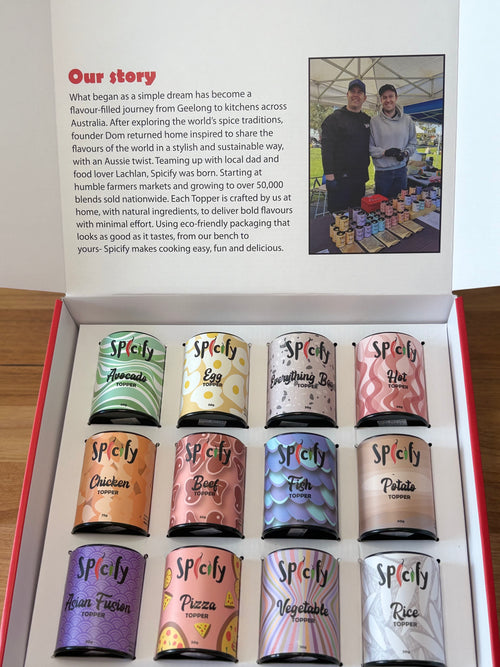 Our story
What began as a simple dream has become a
flavour-filled journey from Geelong to kitchens across
Australia. After exploring the world's spice traditions,
founder Dom returned home inspired to share the
flavours of the world in a stylish and sustainable way,
with an Aussie twist. Teaming up with local dad and
food lover Lachlan, Spicify was born. Starting at
humble farmers markets and growing to over 50,000
blends sold nationwide. Each Topper is crafted by us at
home, with natural ingredients, to deliver bold flavours
with minimal effort. Using eco-friendly packaging that
looks as good as it tastes, from our bench to
yours- Spicify makes cooking easy, fun and delicious.
SPiCiFY
Avocado
TOPPER
SPiCiFY
Egg
TOPPER
SPiCiFY
Everything
TOPPER
SPiCiFY
Hot
TOPPER
SPiCiFY
Chicken
TOPPER
SPiCiFY
Beef
TOPPER
SPiCiFY
Fish
TOPPER
SPiCiFY
Potato
TOPPER
SPiCiFY
Asian Fusion
TOPPER
SPiCiFY
Pizza
TOPPER
SPiCiFY
Vegetable
TOPPER
SPiCiFY
Rice
TOPPER